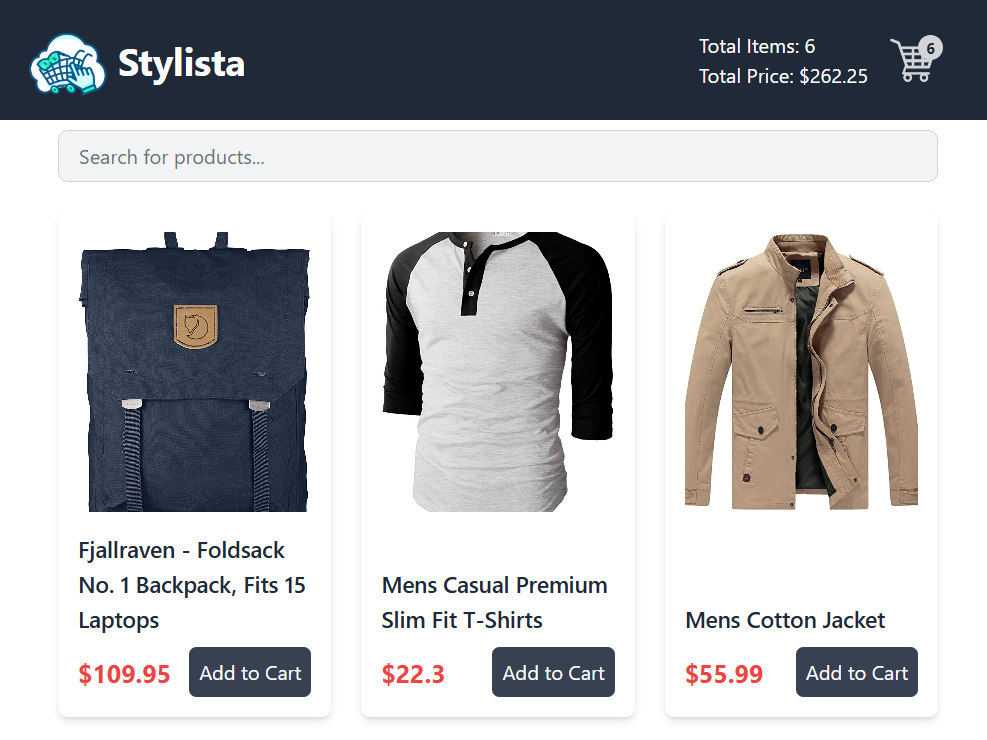 Stylista
Total Items: 6
Total Price: $262.25
6
Search for products...
Fjallraven - Foldsack
No. 1 Backpack, Fits 15
Laptops
$109.95
Add to Cart
Mens Casual Premium
Slim Fit T-Shirts
$22.3
Add to Cart
Mens Cotton Jacket
$55.99
Add to Cart